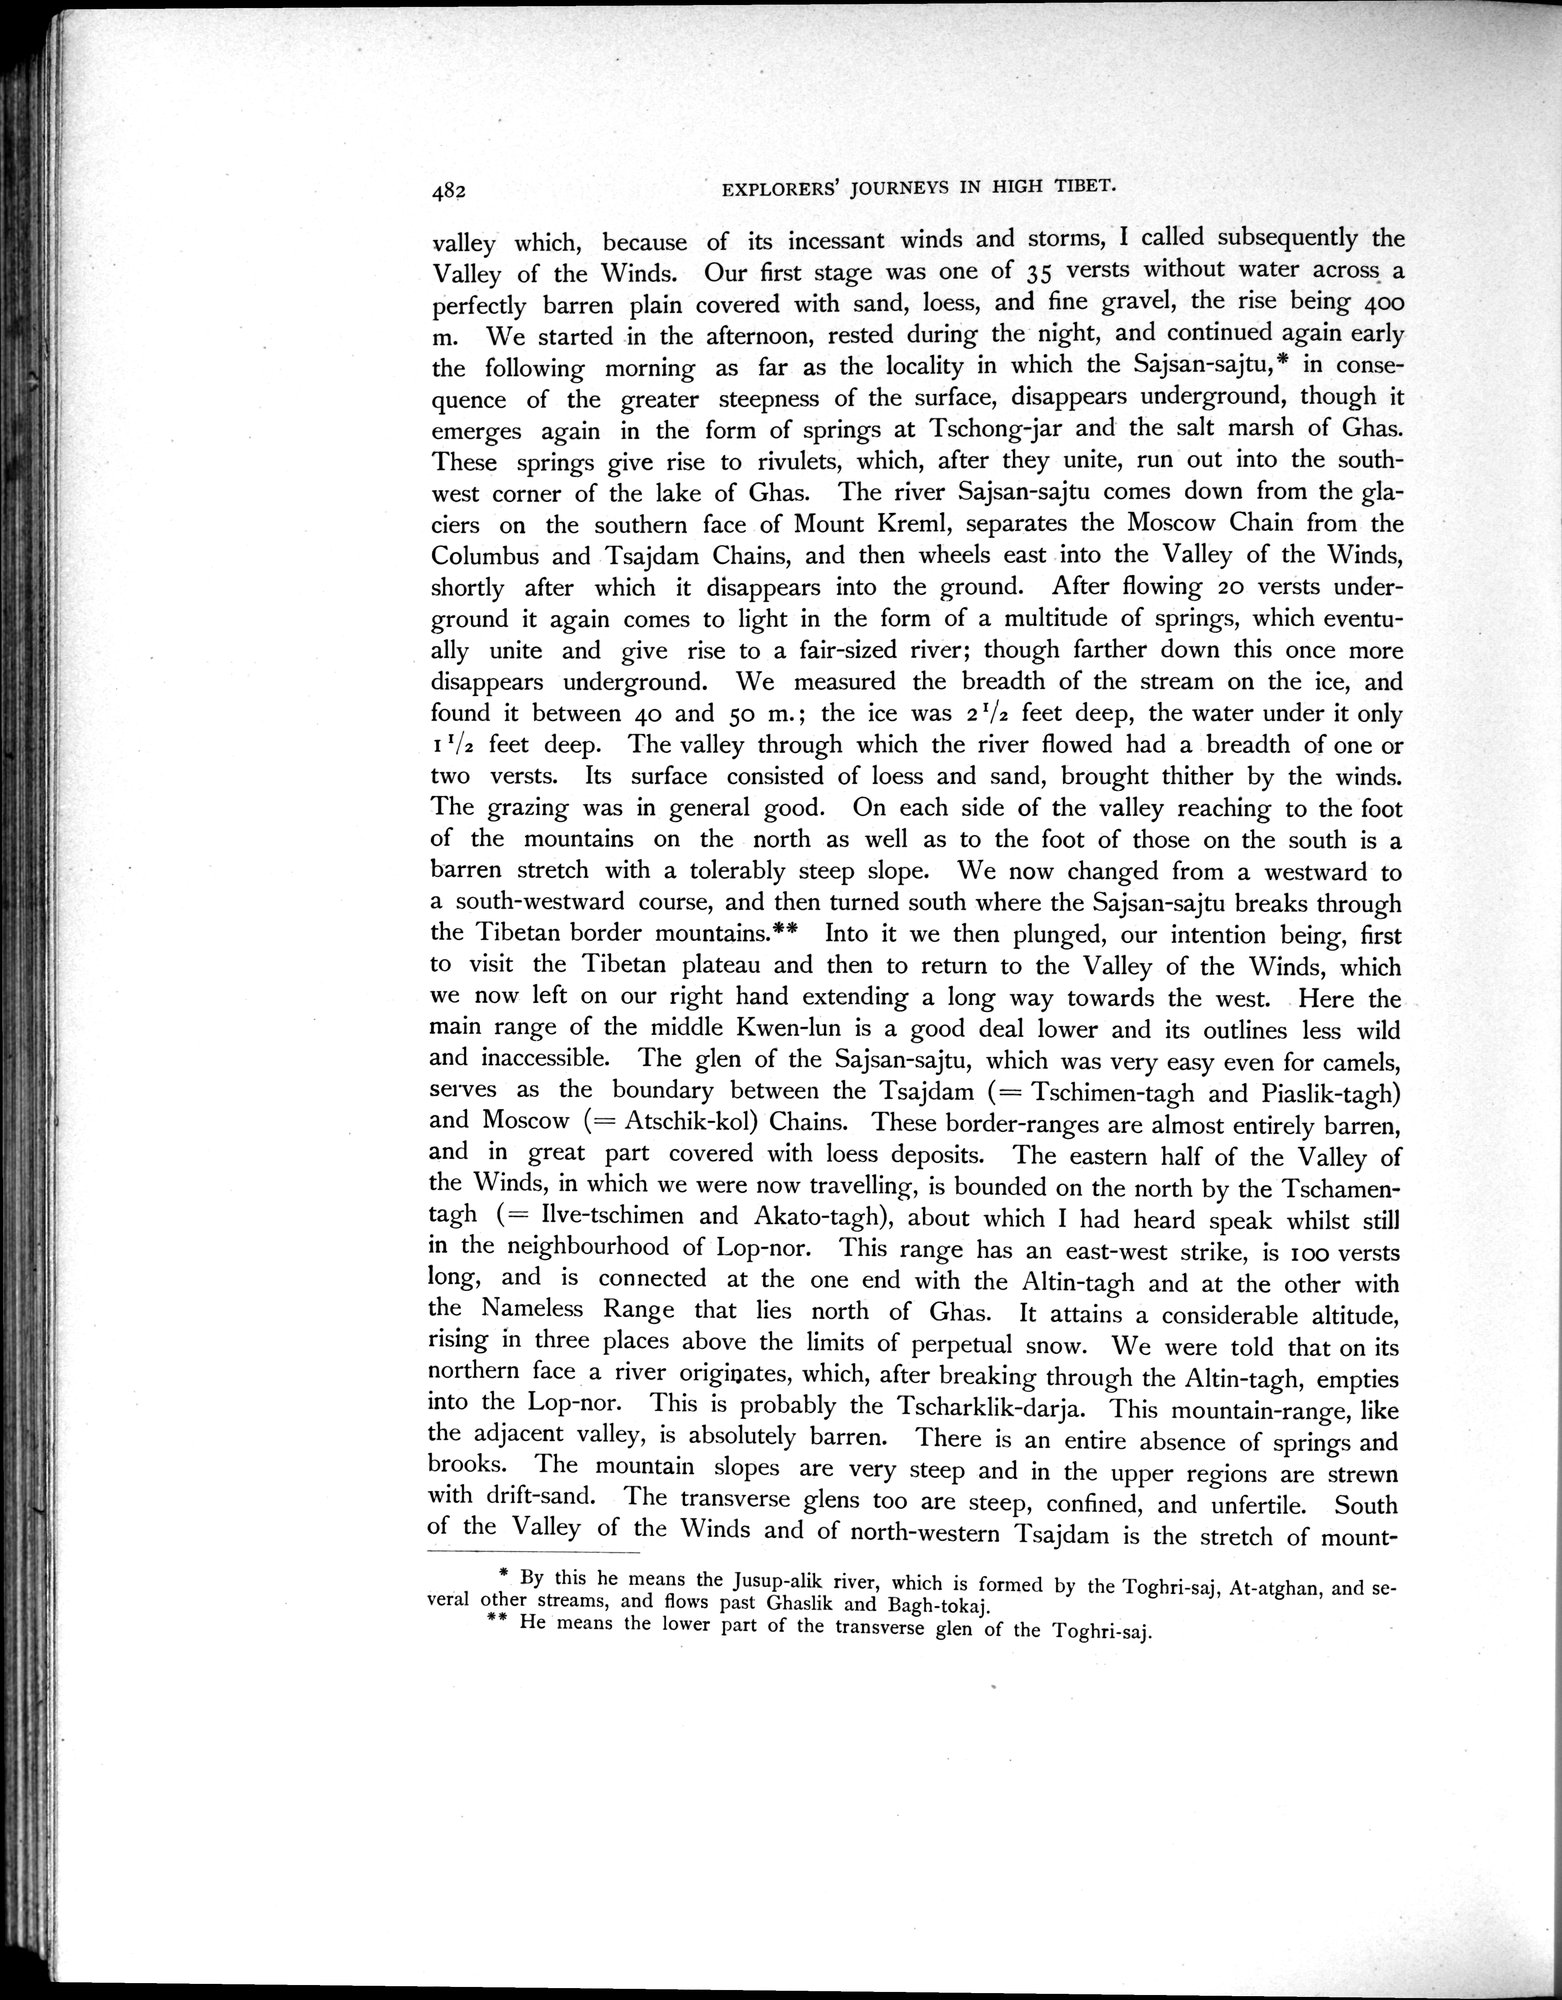 482
EXPLORERS' JOURNEYS IN HIGH TIBET.
valley which, because of its incessant winds and storms, I called subsequently the
Valley of the Winds. Our first stage was one of 35 versts without water across a
perfectly barren plain covered with sand, loess, and fine gravel, the rise being 400
m. We started in the afternoon, rested during the night, and continued again early
the following morning as far as the locality in which the Sajsan-sajtu,* in conse-
quence of the greater steepness of the surface, disappears underground, though it
emerges again in the form of springs at Tschong-jar and the salt marsh of Ghas.
These springs give rise to rivulets, which, after they unite, run out into the south-
west corner of the lake of Ghas. The river Sajsan-sajtu comes down from the gla-
ciers on the southern face of Mount Kreml, separates the Moscow Chain from the
Columbus and Tsajdam Chains, and then wheels east into the Valley of the Winds,
shortly after which it disappears into the ground. After flowing 20 versts under-
ground it again comes to light in the form of a multitude of springs, which eventu-
ally unite and give rise to a fair-sized river; though farther down this once more
disappears underground. We measured the breadth of the stream on the ice, and
found it between 40 and 50 m.; the ice was 2 1/2 feet deep, the water under it only
1 1/2 feet deep. The valley through which the river flowed had a breadth of one or
two versts. Its surface consisted of loess and sand, brought thither by the winds.
The grazing was in general good. On each side of the valley reaching to the foot
of the mountains on the north as well as to the foot of those on the south is a
barren stretch with a tolerably steep slope. We now changed from a westward to
a south-westward course, and then turned south where the Sajsan-sajtu breaks through
the Tibetan border mountains.** Into it we then plunged, our intention being, first
to visit the Tibetan plateau and then to return to the Valley of the Winds, which
we now left on our right hand extending a long way towards the west. Here the
main range of the middle Kwen-lun is a good deal lower and its outlines less wild
and inaccessible. The glen of the Sajsan-sajtu, which was very easy even for camels,
serves as the boundary between the Tsajdam (= Tschimen-tagh and Piaslik-tagh)
and Moscow (= Atschik-kol) Chains. These border-ranges are almost entirely barren,
and in great part covered with loess deposits. The eastern half of the Valley of
the Winds, in which we were now travelling, is bounded on the north by the Tschamen-
tagh (= Ilve-tschimen and Akato-tagh), about which I had heard speak whilst still
in the neighbourhood of Lop-nor. This range has an east-west strike, is 100 versts
long, and is connected at the one end with the Altin-tagh and at the other with
the Nameless Range that lies north of Ghas. It attains a considerable altitude,
rising in three places above the limits of perpetual snow. We were told that on its
northern face a river originates, which, after breaking through the Altin-tagh, empties
into the Lop-nor. This is probably the Tscharklik-darja. This mountain-range, like
the adjacent valley, is absolutely barren. There is an entire absence of springs and
brooks. The mountain slopes are very steep and in the upper regions are strewn
with drift-sand. The transverse glens too are steep, confined, and unfertile. South
of the Valley of the Winds and of north-western Tsajdam is the stretch of mount-
* By this he means the Jusup-alik river, which is formed by the Toghri-saj, At-atghan, and se-
veral other streams, and flows past Ghaslik and Bagh-tokaj.
** He means the lower part of the transverse glen of the Toghri-saj.